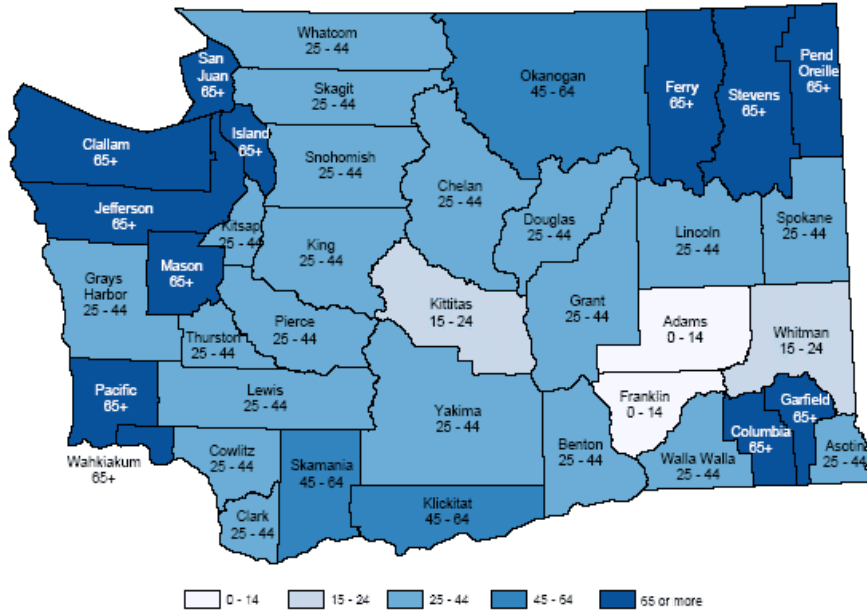 Whatcom
25 - 44
San
Juan
65+
Skagit
25 - 44
Okanogan
45 - 64
Ferry
65+
Stevens
65+
Pend
Oreille
65+
Clallam
65+
Island
65+
Snohomish
25 - 44
Chelan
25 - 44
Jefferson
65+
Kitsap
25 - 44
King
25 - 44
Douglas
25 - 44
Lincoln
25 - 44
Spokane
25 - 44
Grays
Harbor
25 - 44
Mason
65+
Kittitas
15 - 24
Grant
25 - 44
Adams
0 - 14
Whitman
15 - 24
Thurston
25 - 44
Pierce
25 - 44
Pacific
65+
Lewis
25 - 44
Yakima
25 - 44
Franklin
0 - 14
Garfield
65+
Columbia
65+
Wahkiakum
65+
Cowlitz
25 - 44
Skamania
45 - 64
Benton
25 - 44
Walla Walla
25 - 44
Asotin
25 - 44
Clark
25 - 44
Klickitat
45 - 64
0 - 14 15 - 24 25 - 44 45 - 64 65 or more